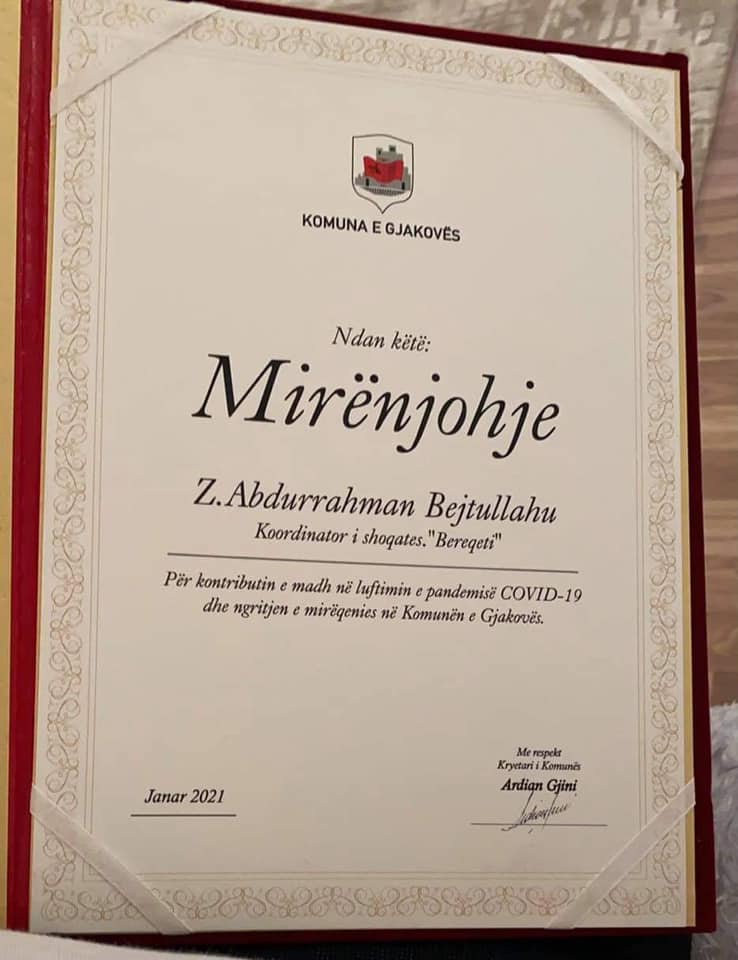 KOMUNA E GJAKOVËS
Ndan këtë:
Mirënjohje
Z.Abdurrahman Bejtullahu
Koordinator i shoqates."Bereqeti"
Për kontributin e madh në luftimin e pandemisë COVID-19
dhe ngritjen e mirëqenies në Komunën e Gjakovës.
Me respekt
Kryetari i Komunës
Ardian Gjini
Janar 2021